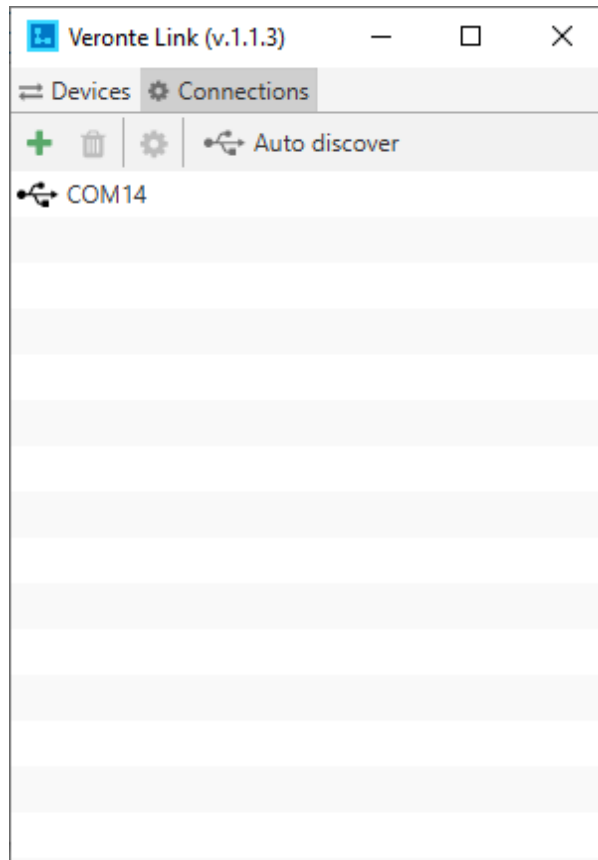 Veronte Link (v.1.1.3)
Devices Connections
Auto discover
COM14